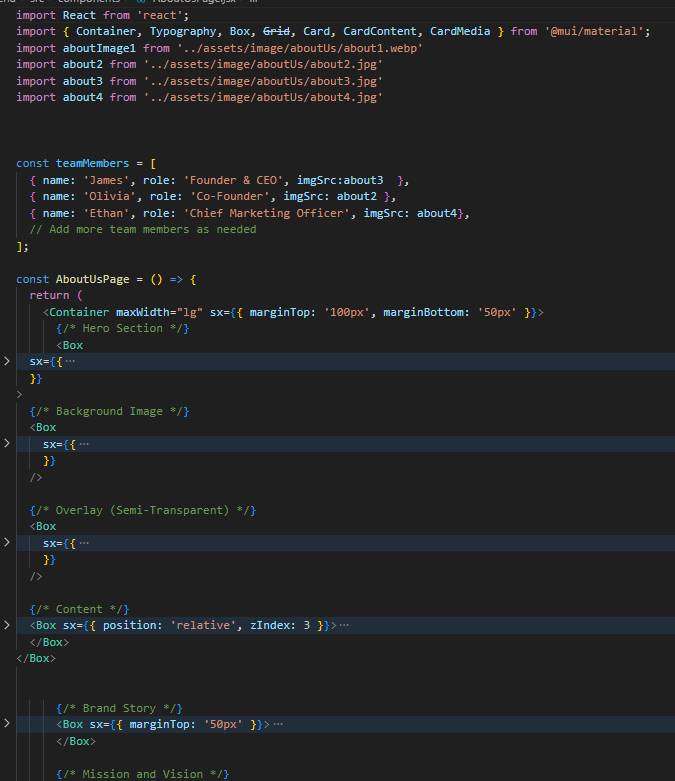 import React from 'react';
import { Container, Typography, Box, Grid, Card, CardContent, CardMedia } from '@mui/material';
import aboutImage1 from '../assets/image/aboutUs/about1.webp'
import about2 from '../assets/image/aboutUs/about2.jpg'
import about3 from '../assets/image/aboutUs/about3.jpg'
import about4 from '../assets/image/aboutUs/about4.jpg'
const teamMembers = [
{ name: 'James', role: 'Founder & CEO', imgSrc:about3  },
{ name: 'Olivia', role: 'Co-Founder', imgSrc: about2 },
{ name: 'Ethan', role: 'Chief Marketing Officer', imgSrc: about4},
// Add more team members as needed
];
const AboutUsPage = () => {
return (
<Container maxWidth="lg" sx={{ marginTop: '100px', marginBottom: '50px' }}>
{/* Hero Section */}
<Box
sx={{ ⋯
}}
>
{/* Background Image */}
<Box
sx={{ ⋯
}}
/>
{/* Overlay (Semi-Transparent) */}
<Box
sx={{ ⋯
}}
/>
{/* Content */}
<Box sx={{ position: 'relative', zIndex: 3 }}> ⋯
</Box>
</Box>
{/* Brand Story */}
<Box sx={{ marginTop: '50px' }}> ⋯
</Box>
{/* Mission and Vision */}